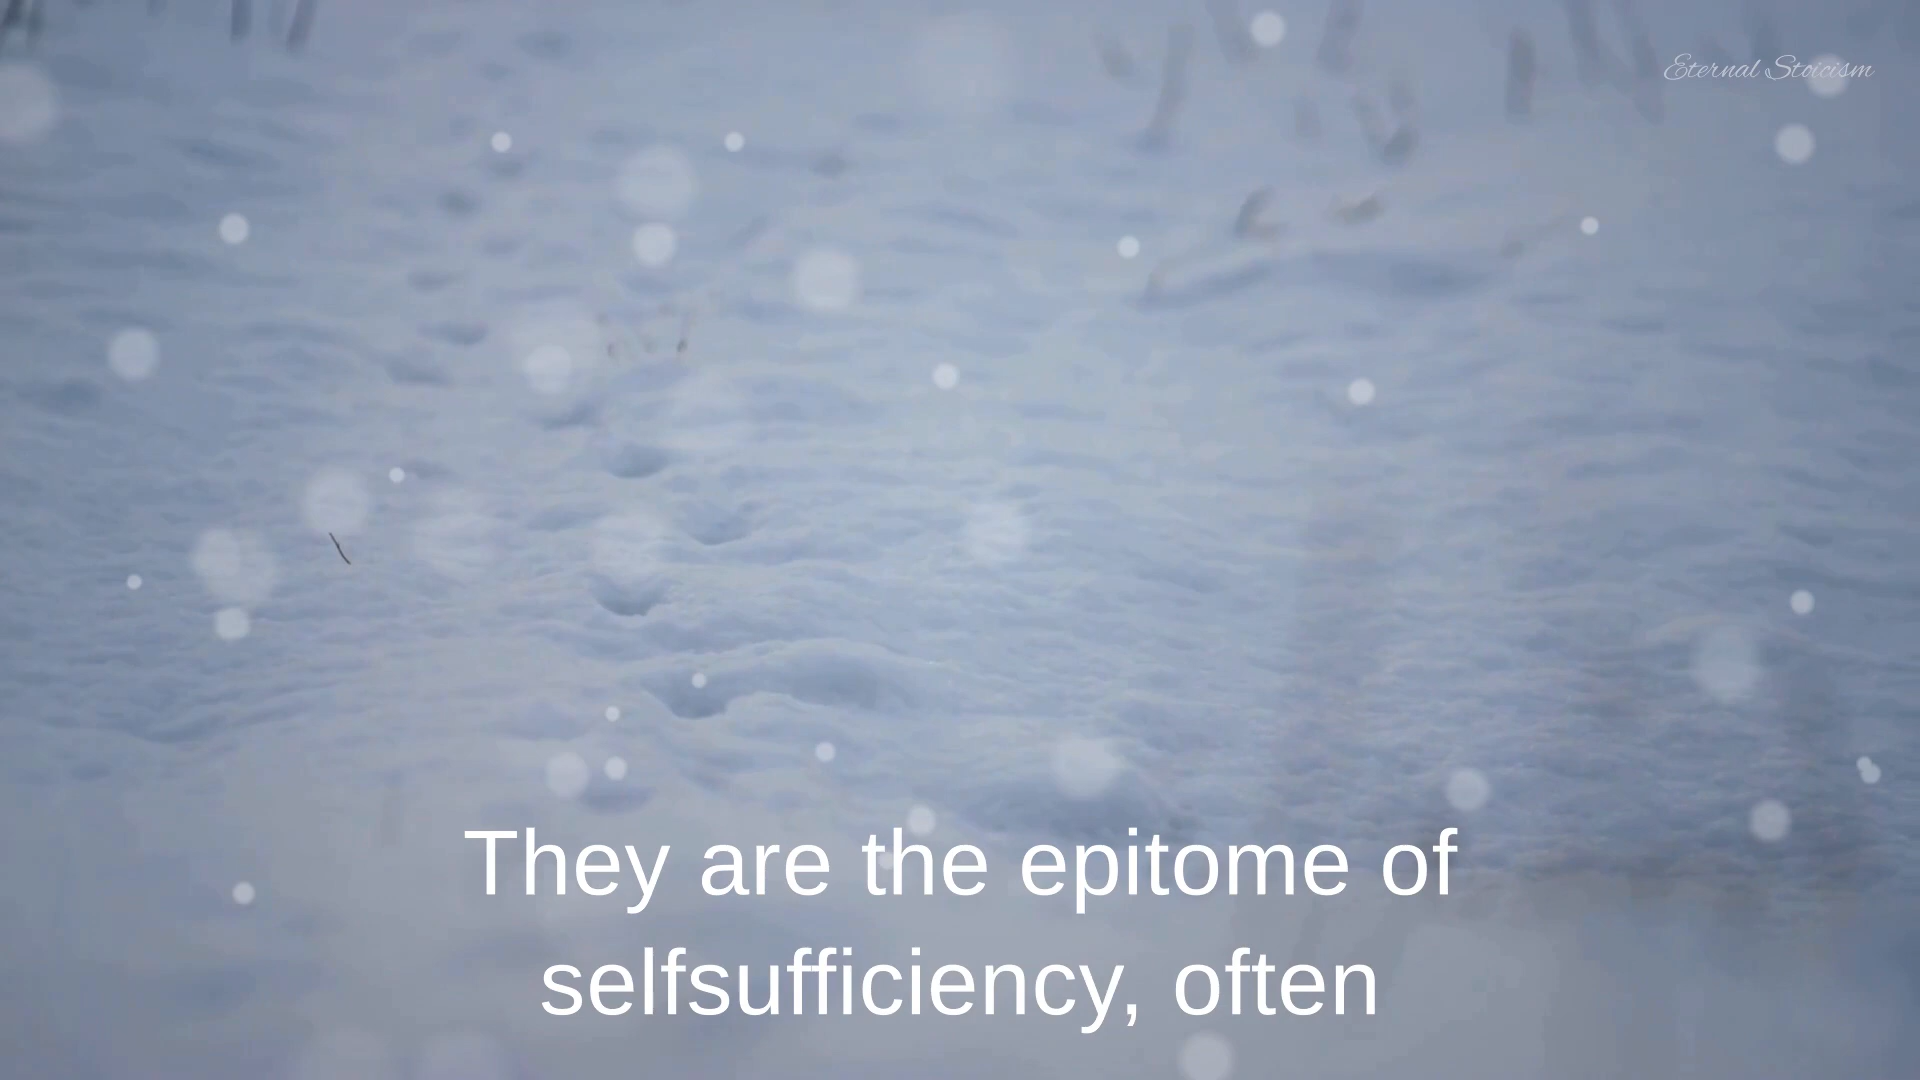 Eternal Stoicism
They are the epitome of
selfsufficiency, often